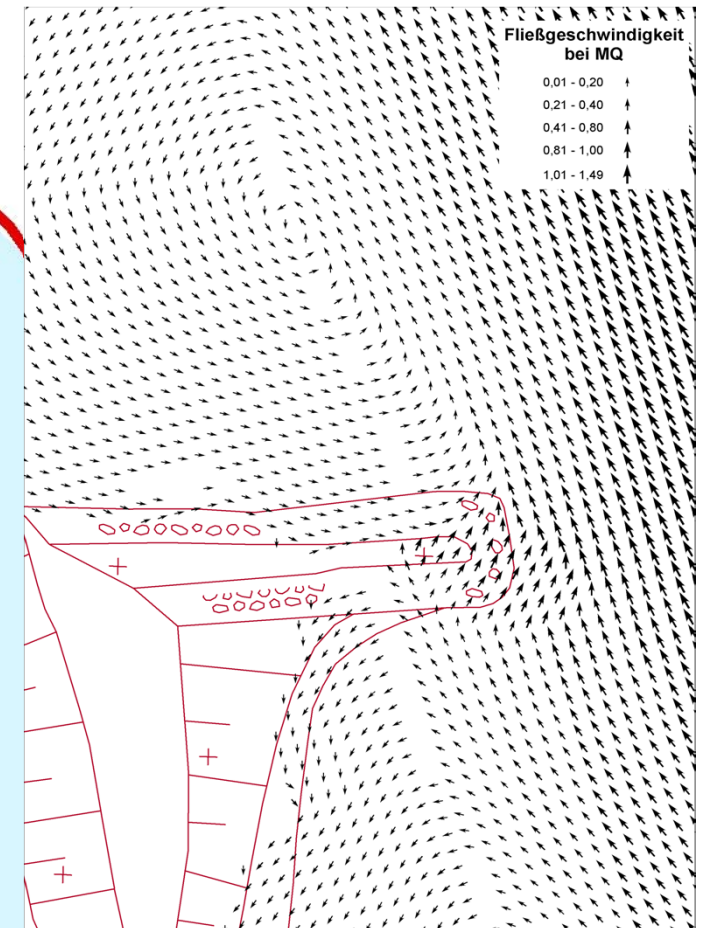 Fließgeschwindigkeit
bei MQ
0,01 - 0,20
0,21 - 0,40
0,41 - 0,80
0,81 - 1,00
1,01 - 1,49